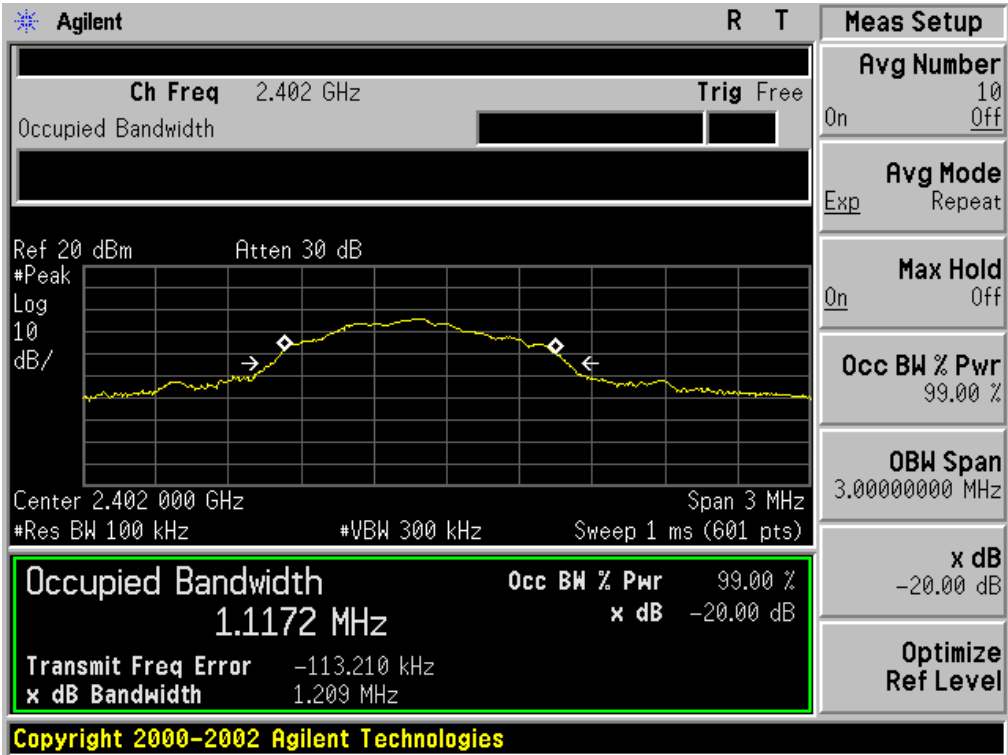 Agilent R T
Ch Freq 2.402 GHz Trig Free
Occupied Bandwidth
Ref 20 dBm Atten 30 dB
#Peak
Log
10
dB/
Center 2.402 000 GHz Span 3 MHz
#Res BW 100 kHz #VBW 300 kHz Sweep 1 ms (601 pts)
Occupied Bandwidth
1.1172 MHz
Occ BW % Pwr 99.00 %
x dB -20.00 dB
Transmit Freq Error -113.210 kHz
x dB Bandwidth 1.209 MHz
Copyright 2000-2002 Agilent Technologies
Meas Setup
Avg Number
10
On Off
Avg Mode
Exp Repeat
Max Hold
On Off
Occ BW % Pwr
99.00 %
OBW Span
3.00000000 MHz
x dB
-20.00 dB
Optimize
Ref Level